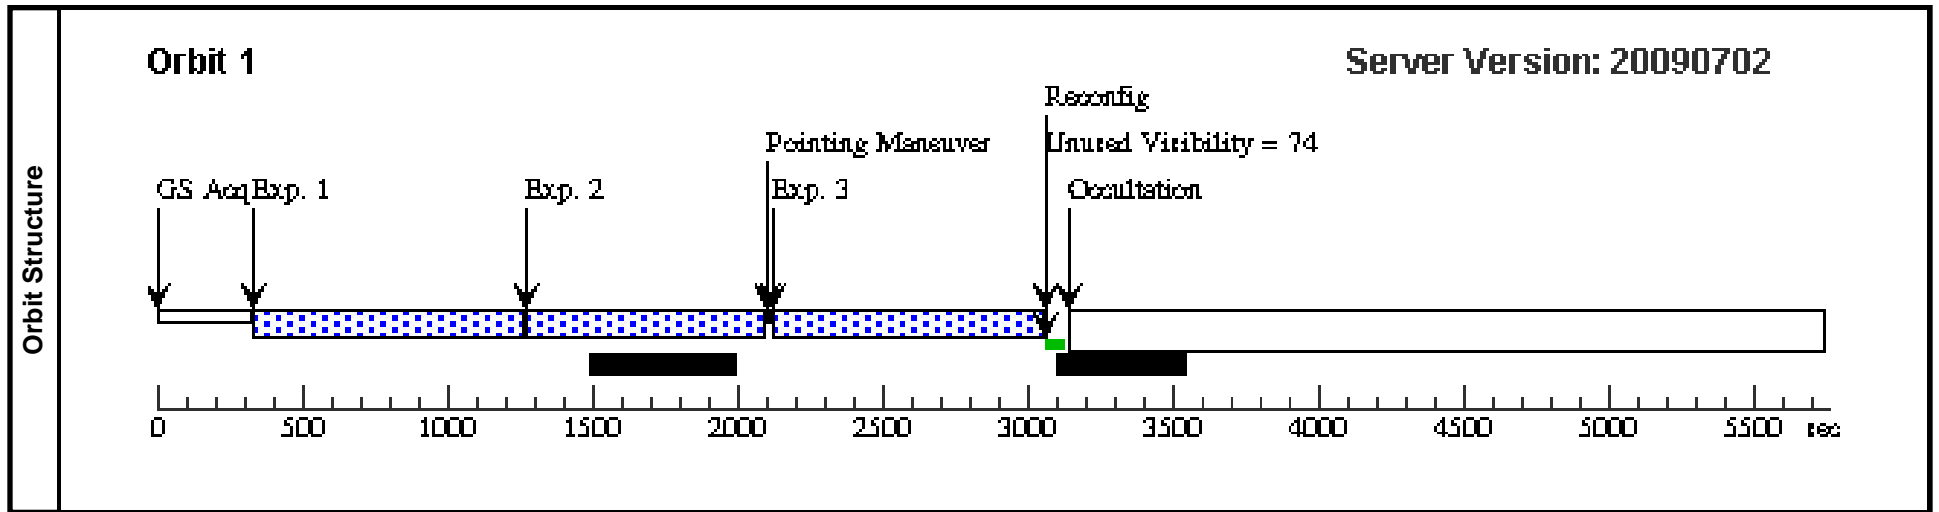 Orbit Structure
Orbit 1
Server Version: 20090702
Reconfig
Pointing Maneuver
Unused Visibility = 74
GS Acq
Exp. 1
Exp. 2
Exp. 3
Occultation
0 500 1000 1500 2000 2500 3000 3500 4000 4500 5000 5500 sec